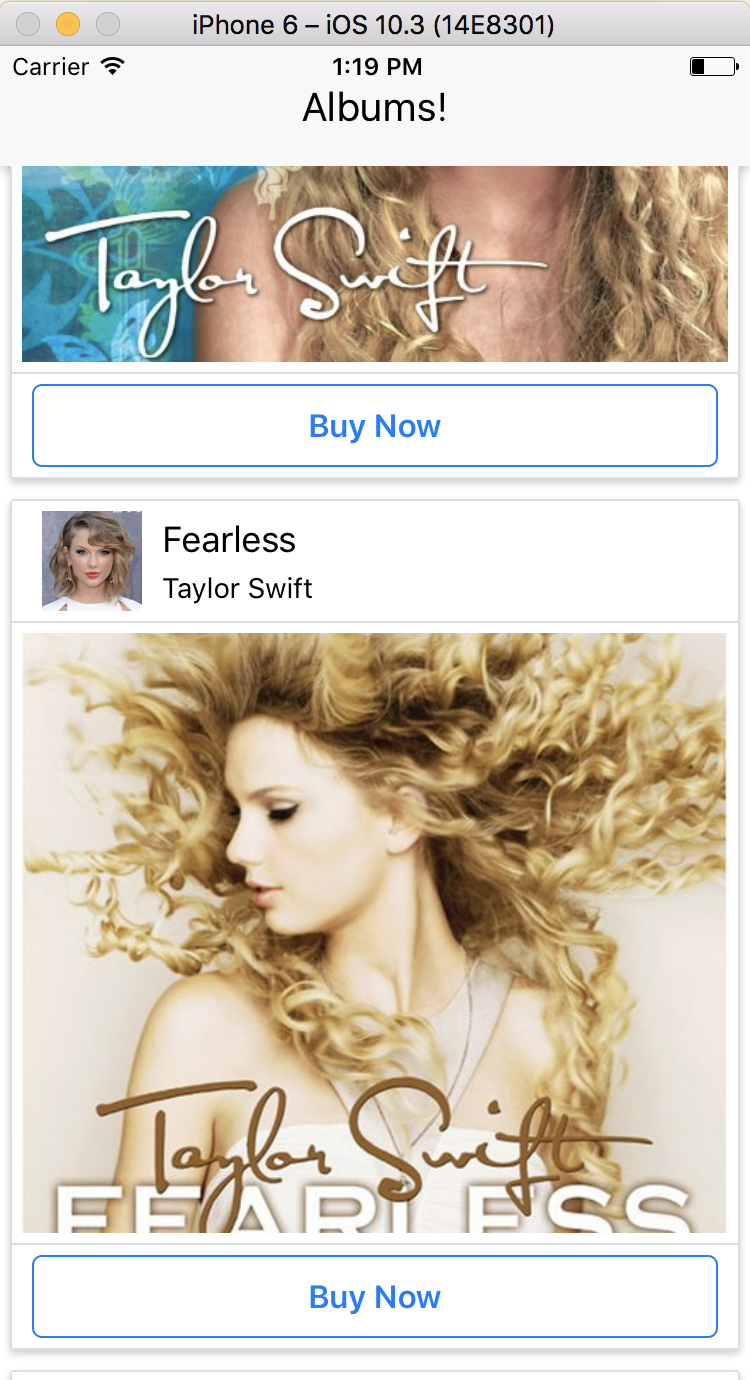 iPhone 6 – iOS 10.3 (14E8301)
Carrier 1:19 PM
Albums!
Taylor Swift
Buy Now
Fearless
Taylor Swift
Taylor Swift
FEARLESS
Buy Now